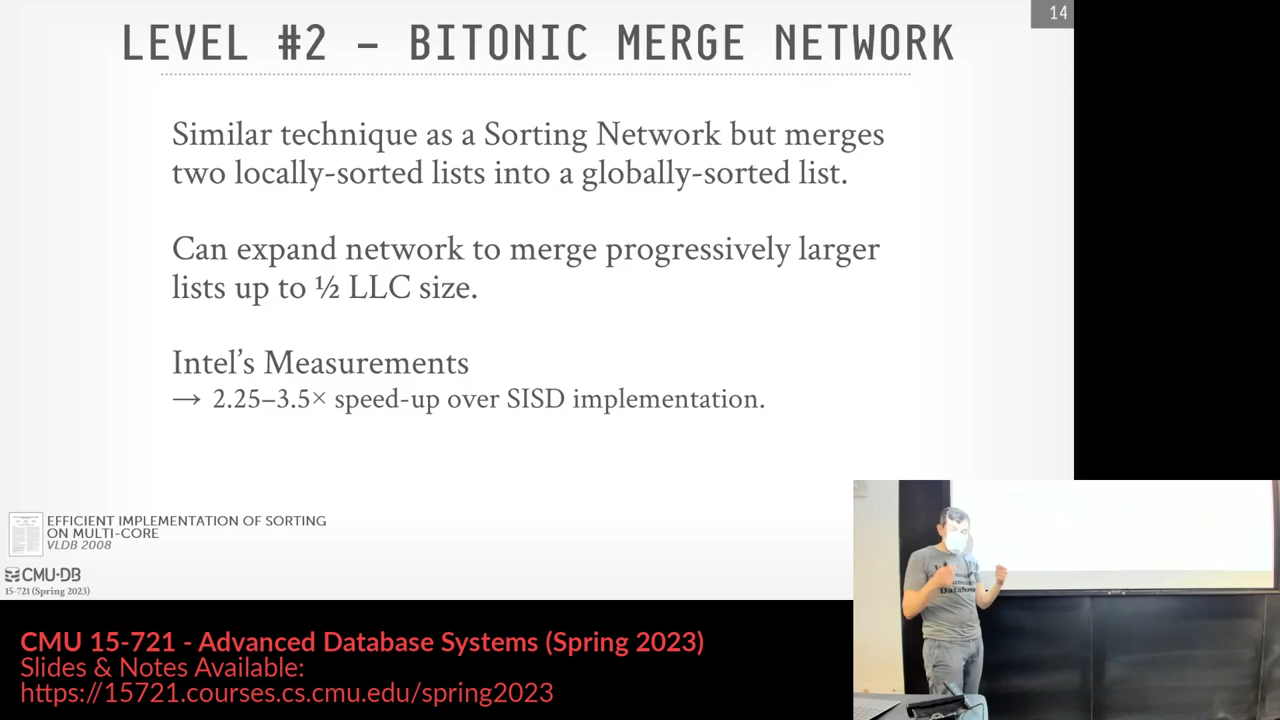 14
LEVEL #2 – BITONIC MERGE NETWORK
Similar technique as a Sorting Network but merges
two locally-sorted lists into a globally-sorted list.
Can expand network to merge progressively larger
lists up to ½ LLC size.
Intel's Measurements
→ 2.25–3.5× speed-up over SISD implementation.
EFFICIENT IMPLEMENTATION OF SORTING
ON MULTI-CORE
VLDB 2008
CMU·DB
15-721 (Spring 2023)
CMU 15-721 - Advanced Database Systems (Spring 2023)
Slides & Notes Available:
https://15721.courses.cs.cmu.edu/spring2023